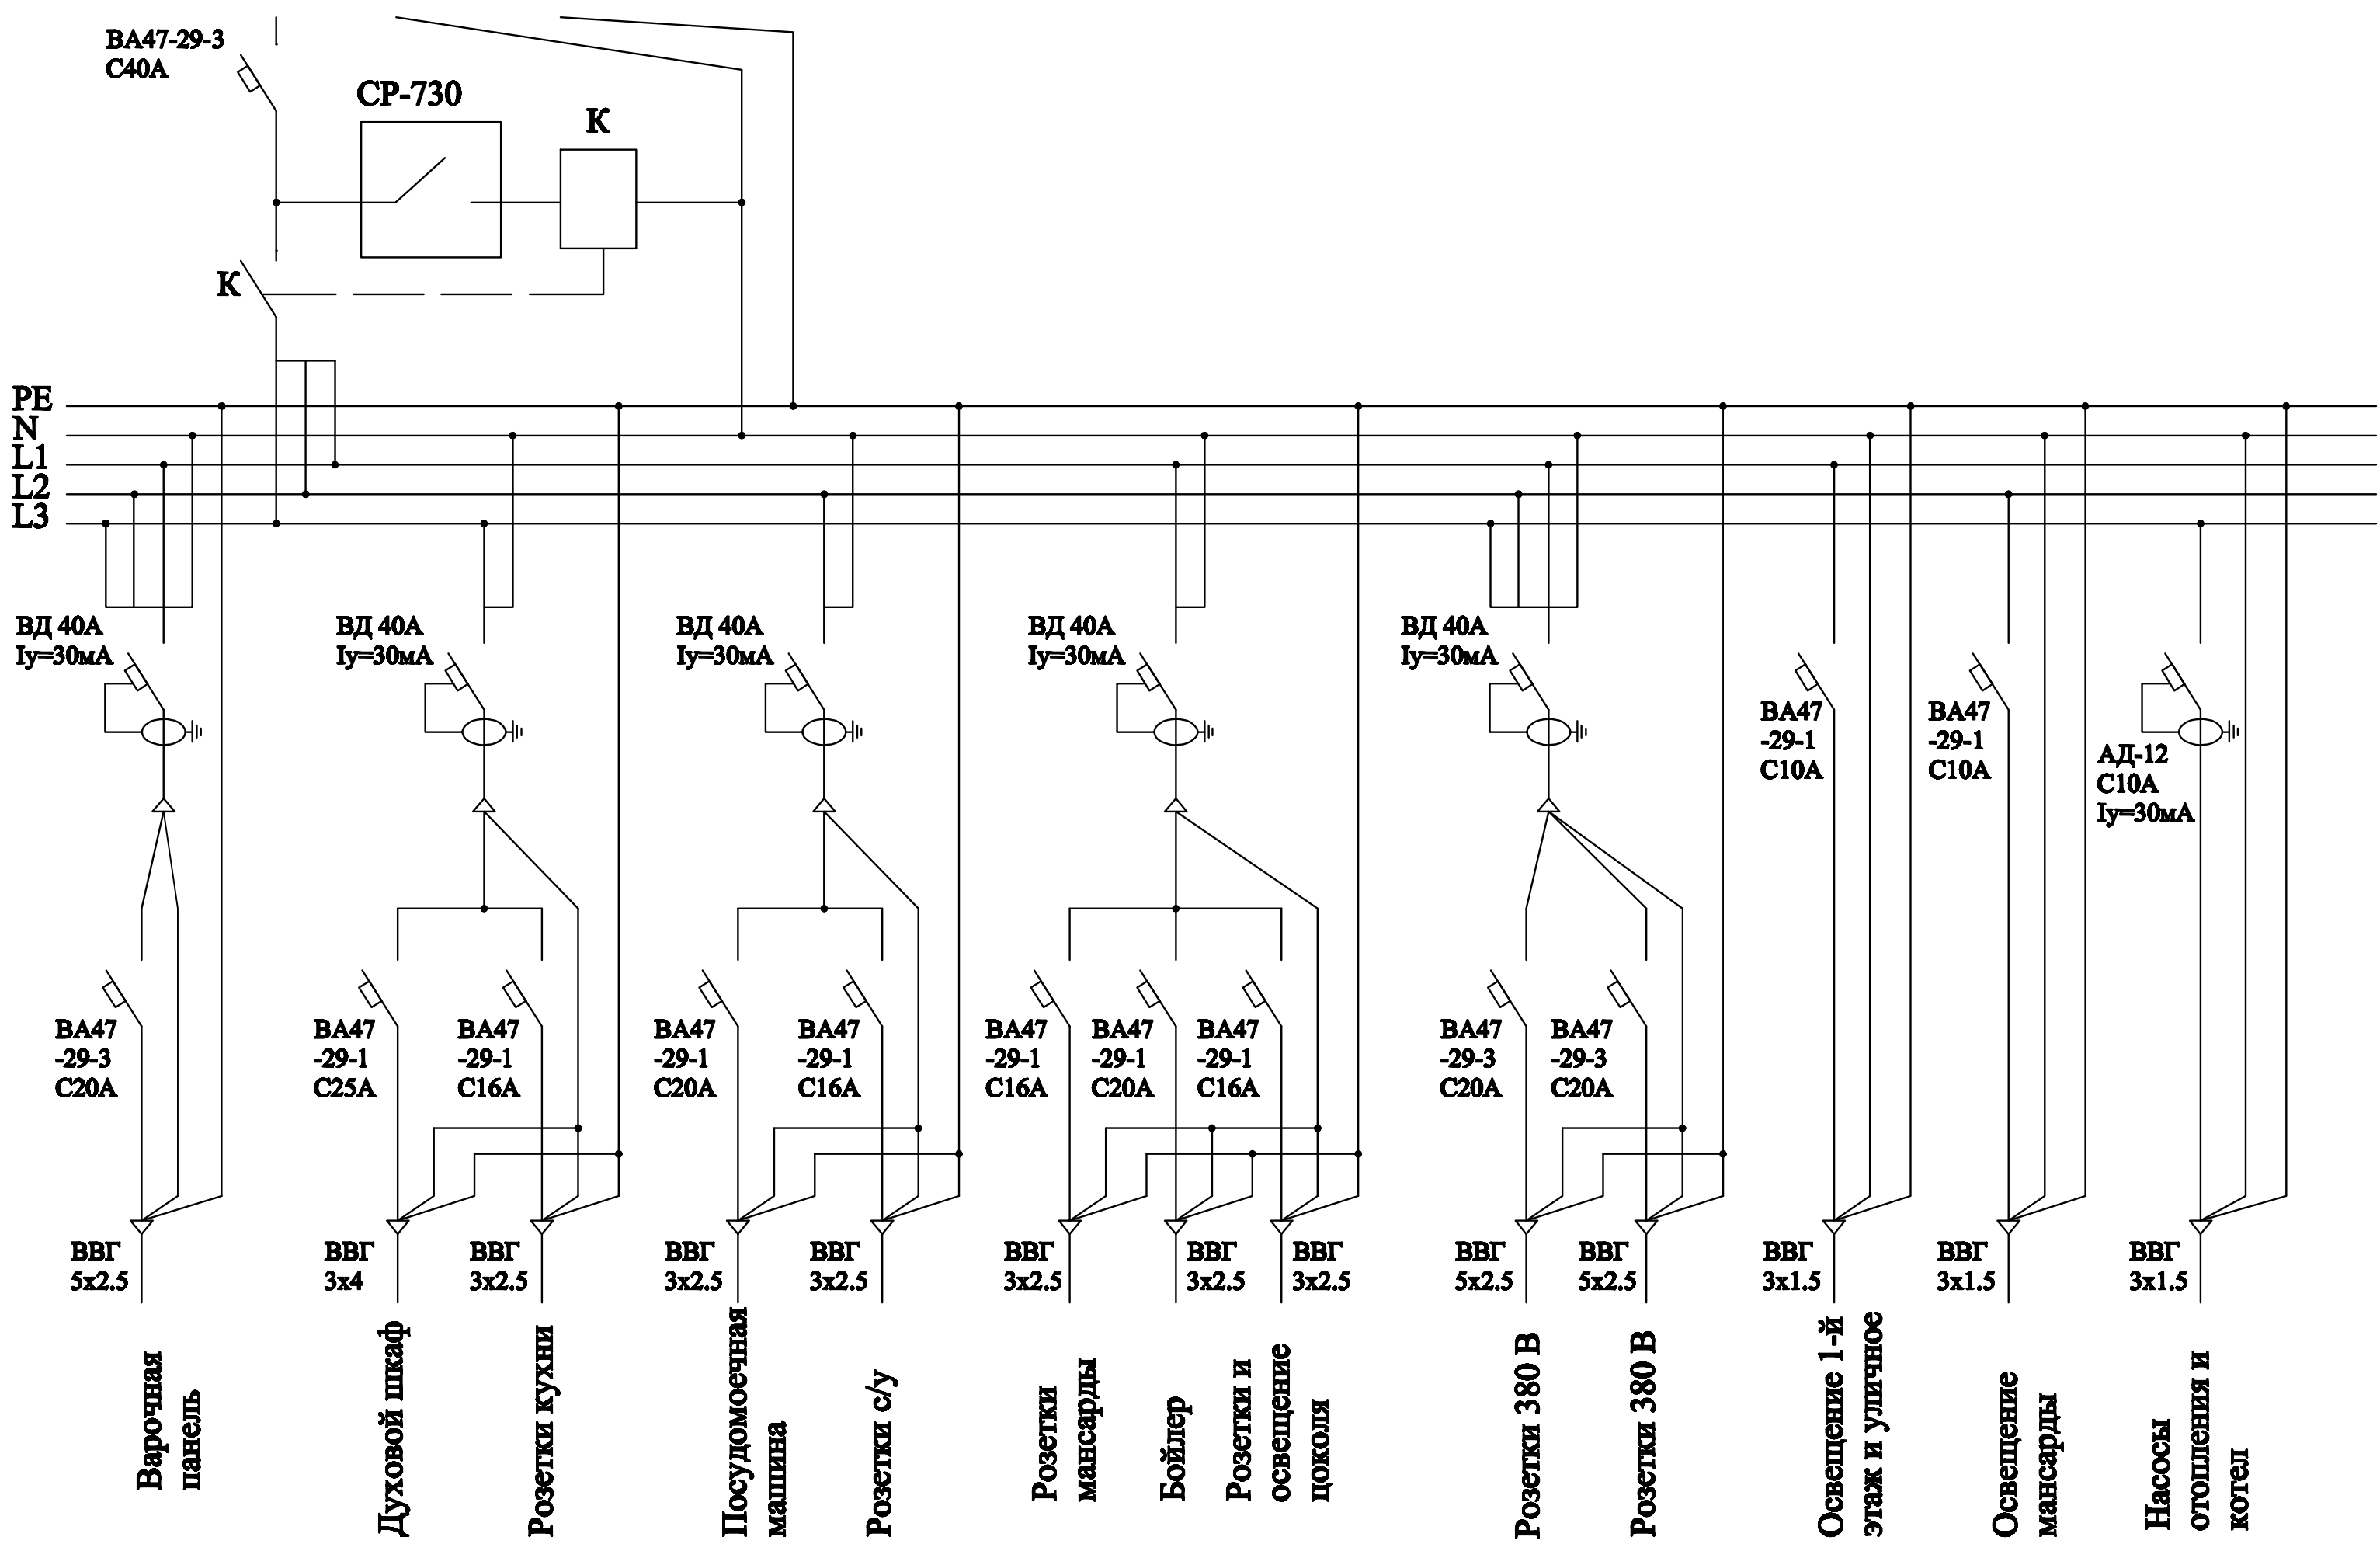 ВА47-29-3
С40А
СР-730
К
К
PE
N
L1
L2
L3
ВД 40А
Iу=30мА
ВД 40А
Iу=30мА
ВД 40А
Iу=30мА
ВД 40А
Iу=30мА
ВД 40А
Iу=30мА
ВА47
-29-1
С10А
ВА47
-29-1
С10А
АД-12
С10А
Iу=30мА
ВА47
-29-3
С20А
ВА47
-29-1
С25А
ВА47
-29-1
С16А
ВА47
-29-1
С20А
ВА47
-29-1
С16А
ВА47
-29-1
С16А
ВА47
-29-1
С20А
ВА47
-29-1
С16А
ВА47
-29-3
С20А
ВА47
-29-3
С20А
ВВГ
5х2.5
ВВГ
3х4
ВВГ
3х2.5
ВВГ
3х2.5
ВВГ
3х2.5
ВВГ
3х2.5
ВВГ
3х2.5
ВВГ
3х2.5
ВВГ
5х2.5
ВВГ
5х2.5
ВВГ
3х1.5
ВВГ
3х1.5
ВВГ
3х1.5
Варочная
панель
Духовой шкаф
Розетки кухни
Посудомоечная
машина
Розетки с/у
Розетки
мансарды
Бойлер
Розетки и
освещение
цоколя
Розетки 380 В
Розетки 380 В
Освещение 1-й
этаж и уличное
Освещение
мансарды
Насосы
отопления и
котел